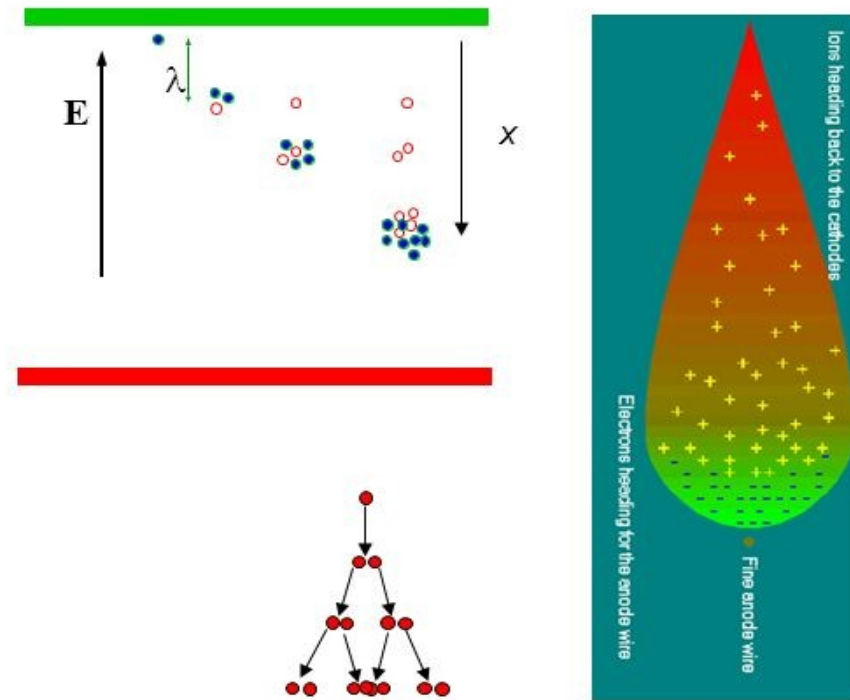 E
λ
x
Ions heading back to the cathodes
Electrons heading for the anode wire
Fine anode wire